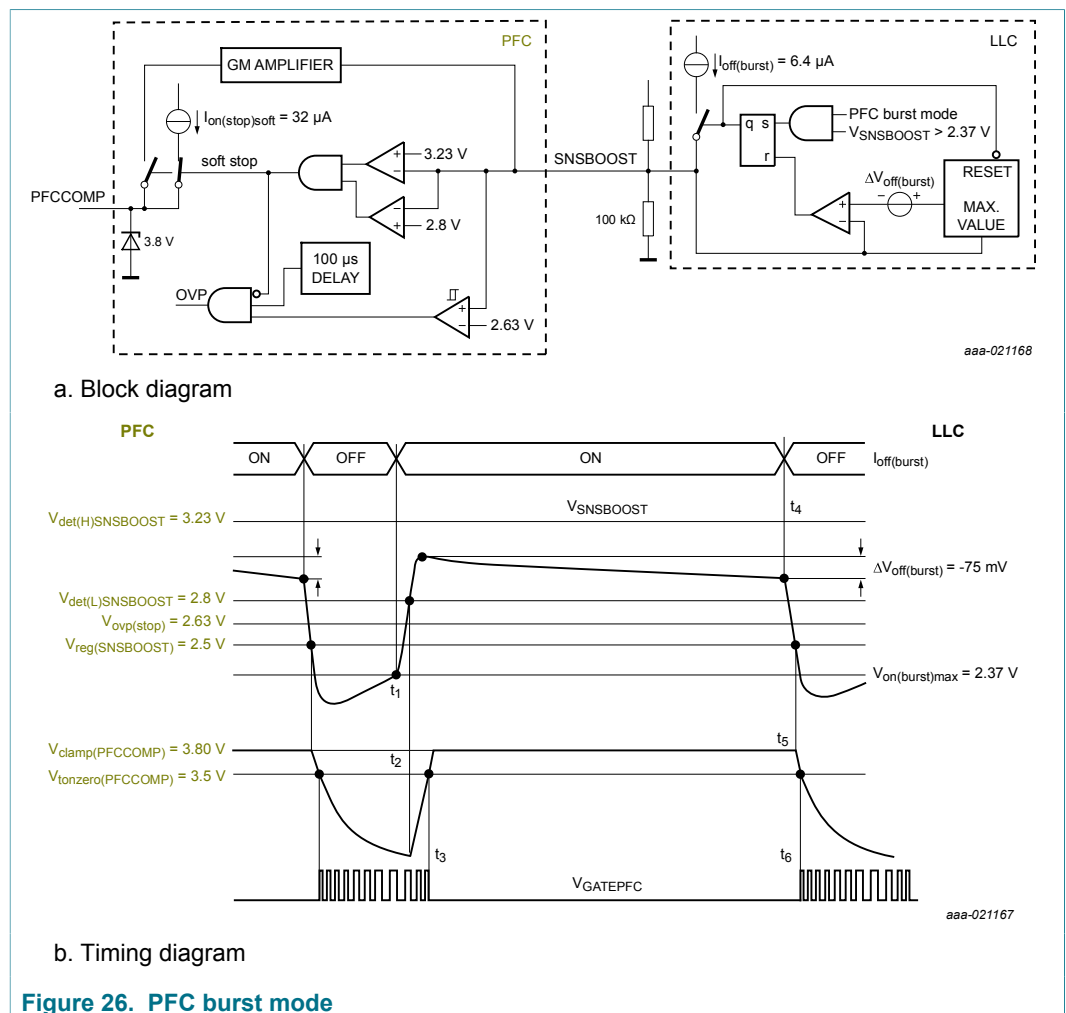 PFC
LLC
GM AMPLIFIER
Ioff(burst) = 6.4 µA
Ion(stop)soft = 32 µA
q s
r
PFC burst mode
VSNSBOOST > 2.37 V
soft stop
+
−
3.23 V
SNSBOOST
RESET
MAX.
VALUE
ΔVoff(burst)
− +
+
−
PFCCOMP
−
+
2.8 V
100 kΩ
3.8 V
100 µs
DELAY
OVP
+
−
2.63 V
aaa-021168
a. Block diagram
PFC
LLC
ON
OFF
ON
OFF
Ioff(burst)
Vdet(H)SNSBOOST = 3.23 V
VSNSBOOST
t4
ΔVoff(burst) = -75 mV
Vdet(L)SNSBOOST = 2.8 V
Vovp(stop) = 2.63 V
Vreg(SNSBOOST) = 2.5 V
t1
Von(burst)max = 2.37 V
Vclamp(PFCCOMP) = 3.80 V
t2
t5
Vtonzero(PFCCOMP) = 3.5 V
t3
t6
VGATEPFC
aaa-021167
b. Timing diagram
Figure 26. PFC burst mode